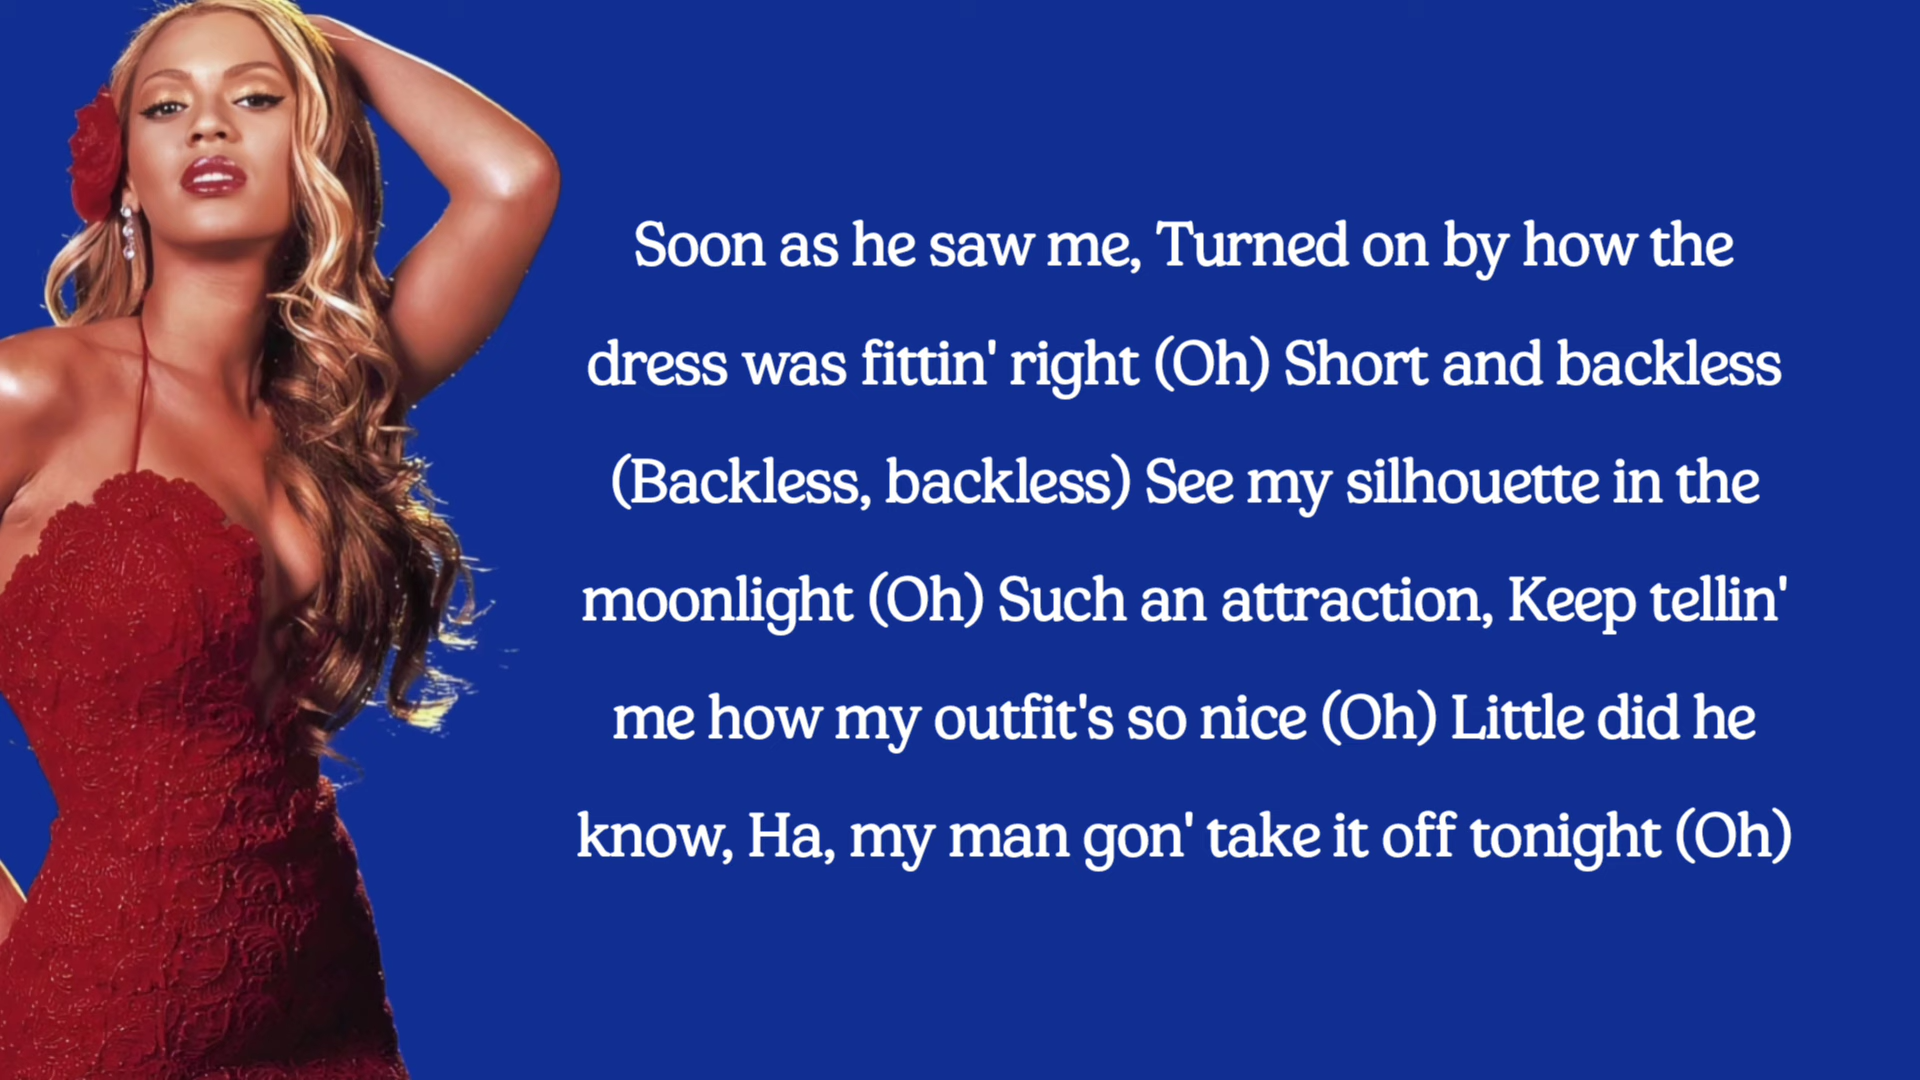 Soon as he saw me, Turned on by how the
dress was fittin' right (Oh) Short and backless
(Backless, backless) See my silhouette in the
moonlight (Oh) Such an attraction, Keep tellin'
me how my outfit's so nice (Oh) Little did he
know, Ha, my man gon' take it off tonight (Oh)